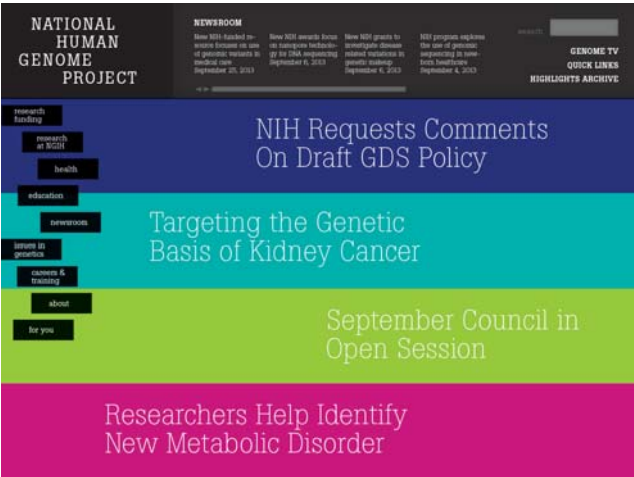 NATIONAL
HUMAN
GENOME
PROJECT
NEWSROOM
New NIH-funded re-
source focuses on use
of genomic variants in
medical care
September 25, 2013
New NIH awards focus
on nanopore technolo-
gy for DNA sequencing
September 6, 2013
New NIH grants to
investigate disease
related variations in
genetic makeup
September 6, 2013
NIH program explores
the use of genomic
sequencing in new-
born healthcare
September 4, 2013
search
GENOME TV
QUICK LINKS
HIGHLIGHTS ARCHIVE
research
funding
research
at NGIH
health
education
newsroom
issues in
genetics
careers &
training
about
for you
NIH Requests Comments
On Draft GDS Policy
Targeting the Genetic
Basis of Kidney Cancer
September Council in
Open Session
Researchers Help Identify
New Metabolic Disorder